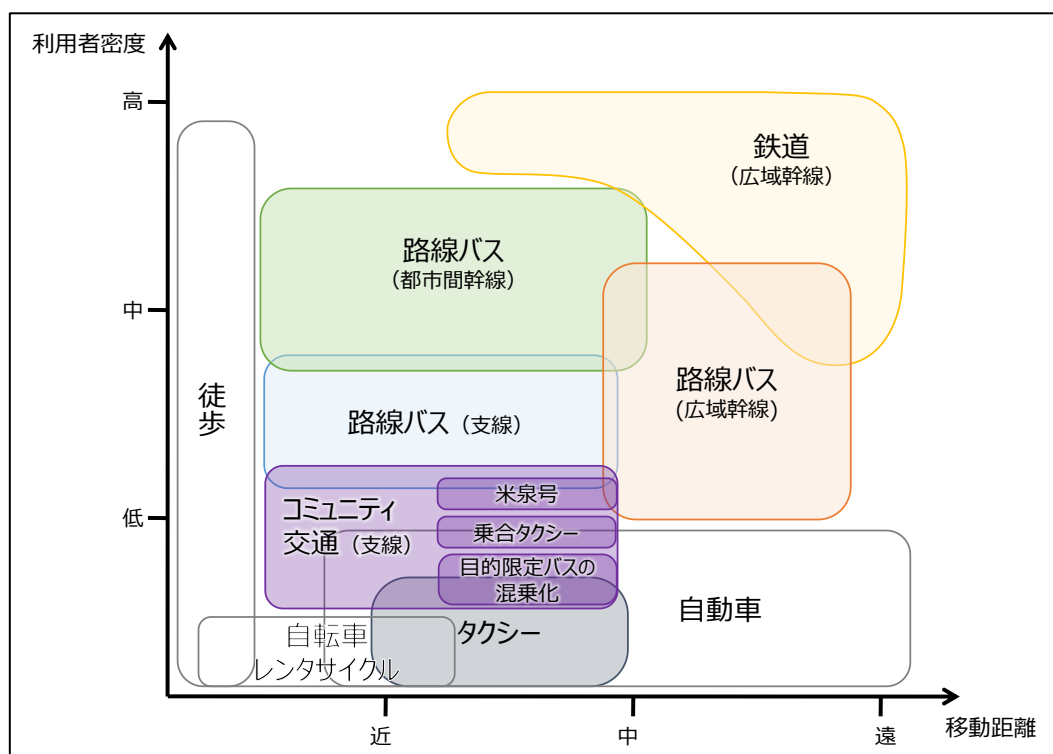 利用者密度
高
鉄道
（広域幹線）
路線バス
（都市間幹線）
中
路線バス
（広域幹線）
徒歩
路線バス（支線）
米泉号
コミュニティ
交通（支線）
低
乗合タクシー
目的限定バスの
混乗化
自動車
タクシー
自転車
レンタサイクル
近
中
遠
移動距離